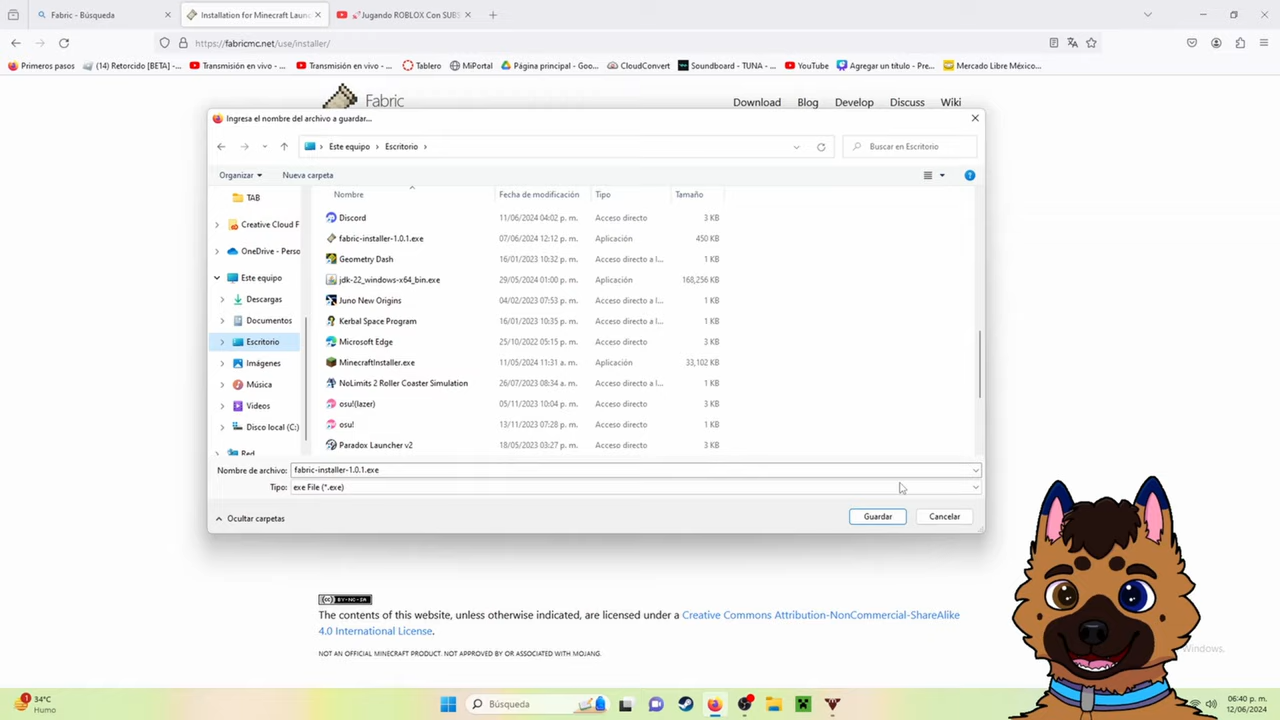 Fabric - Búsqueda
Installation for Minecraft Laun
Jugando ROBLOX Con SUBS
https://fabricmc.net/use/installer/
Primeros pasos
(14) Retorcido [BETA] -...
Transmisión en vivo - ...
Transmisión en vivo - ...
Tablero
MiPortal
Página principal - Goo...
CloudConvert
Soundboard - TUNA - ...
YouTube
Agregar un título - Pre...
Mercado Libre México...
Fabric
Download Blog Develop Discuss Wiki
Ingresa el nombre del archivo a guardar...
Este equipo > Escritorio >
Buscar en Escritorio
Organizar Nueva carpeta
Nombre Fecha de modificación Tipo Tamaño
TAB
Creative Cloud F
OneDrive - Perso
Este equipo
Descargas
Documentos
Escritorio
Imágenes
Música
Videos
Disco local (C:)
Red
Discord 11/06/2024 04:02 p. m. Acceso directo 3 KB
fabric-installer-1.0.1.exe 07/06/2024 12:12 p. m. Aplicación 450 KB
Geometry Dash 16/01/2023 10:32 p. m. Acceso directo a I... 1 KB
jdk-22_windows-x64_bin.exe 29/05/2024 01:00 p. m. Aplicación 168,256 KB
Juno New Origins 04/02/2023 07:53 p. m. Acceso directo a I... 1 KB
Kerbal Space Program 16/01/2023 10:35 p. m. Acceso directo a I... 1 KB
Microsoft Edge 25/10/2022 05:15 p. m. Acceso directo 3 KB
MinecraftInstaller.exe 11/05/2024 11:31 a. m. Aplicación 33,102 KB
NoLimits 2 Roller Coaster Simulation 26/07/2023 08:34 a. m. Acceso directo a I... 1 KB
osu!(lazer) 05/11/2023 10:04 p. m. Acceso directo 3 KB
osu! 13/11/2023 07:28 p. m. Acceso directo 1 KB
Paradox Launcher v2 18/05/2023 03:27 p. m. Acceso directo 3 KB
Nombre de archivo: fabric-installer-1.0.1.exe
Tipo: exe File (*.exe)
Ocultar carpetas
Guardar Cancelar
BY-NC-SA
The contents of this website, unless otherwise indicated, are licensed under a Creative Commons Attribution-NonCommercial-ShareAlike
4.0 International License.
NOT AN OFFICIAL MINECRAFT PRODUCT. NOT APPROVED BY OR ASSOCIATED WITH MOJANG.
Windows.
34°C
Humo
Búsqueda
06:40 p. m.
12/06/2024